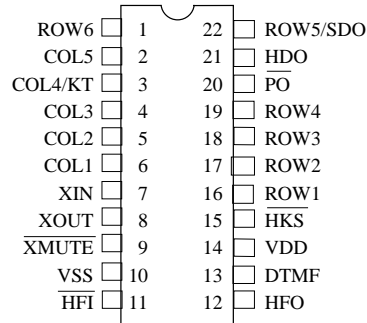 ROW6 1 22 ROW5/SDO
COL5 2 21 HDO
COL4/KT 3 20 PO
COL3 4 19 ROW4
COL2 5 18 ROW3
COL1 6 17 ROW2
XIN 7 16 ROW1
XOUT 8 15 HKS
XMUTE 9 14 VDD
VSS 10 13 DTMF
HFI 11 12 HFO